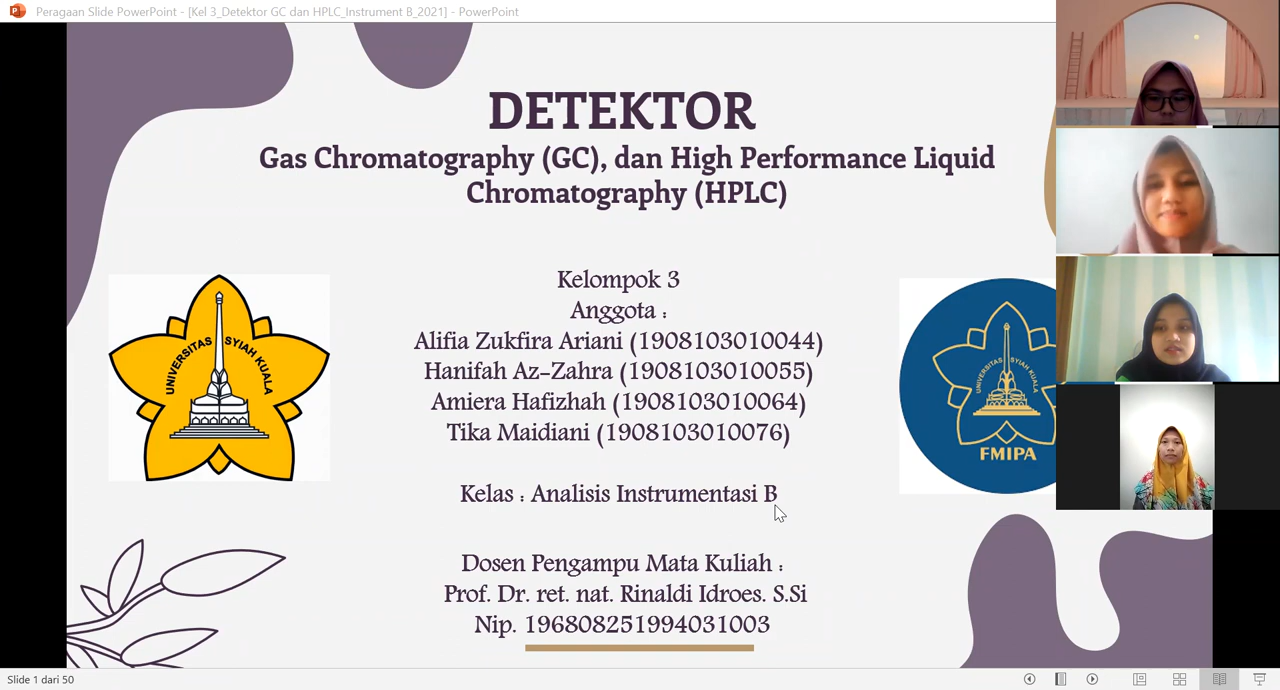 Peragaan Slide PowerPoint - [Kel 3_Detektor GC dan HPLC_Instrument B_2021] - PowerPoint
DETEKTOR
Gas Chromatography (GC), dan High Performance Liquid
Chromatography (HPLC)
UNIVERSITAS SYIAH KUALA
Kelompok 3
Anggota :
Alifia Zukfira Ariani (1908103010044)
Hanifah Az-Zahra (1908103010055)
Amiera Hafizhah (1908103010064)
Tika Maidiani (1908103010076)
UNIVERSITAS SYIAH KUALA
FMIPA
Kelas : Analisis Instrumentasi B
Dosen Pengampu Mata Kuliah :
Prof. Dr. ret. nat. Rinaldi Idroes. S.Si
Nip. 196808251994031003
Slide 1 dari 50